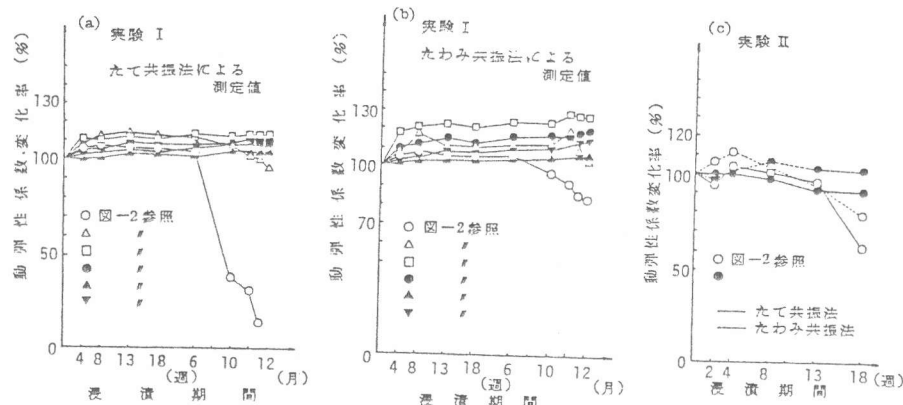 (a)
実験 I
たて共振法による
測定値
動弾性係数変化率 (%)
130
100
50
0
○ 図-2参照
△ 〃
□ 〃
● 〃
▲ 〃
▼ 〃
4 8 13 18 6 10 12
(週) (月)
浸漬期間
(b)
実験 I
たわみ共振法による
測定値
動弾性係数変化率 (%)
130
100
70
0
○ 図-2参照
△ 〃
□ 〃
● 〃
▲ 〃
▼ 〃
4 8 13 18 6 10 12
(週) (月)
浸漬期間
(c)
実験 II
動弾性係数変化率 (%)
120
100
50
0
○ 図-2参照
●
たて共振法
たわみ共振法
2 4 8 13 18 (週)
浸漬期間